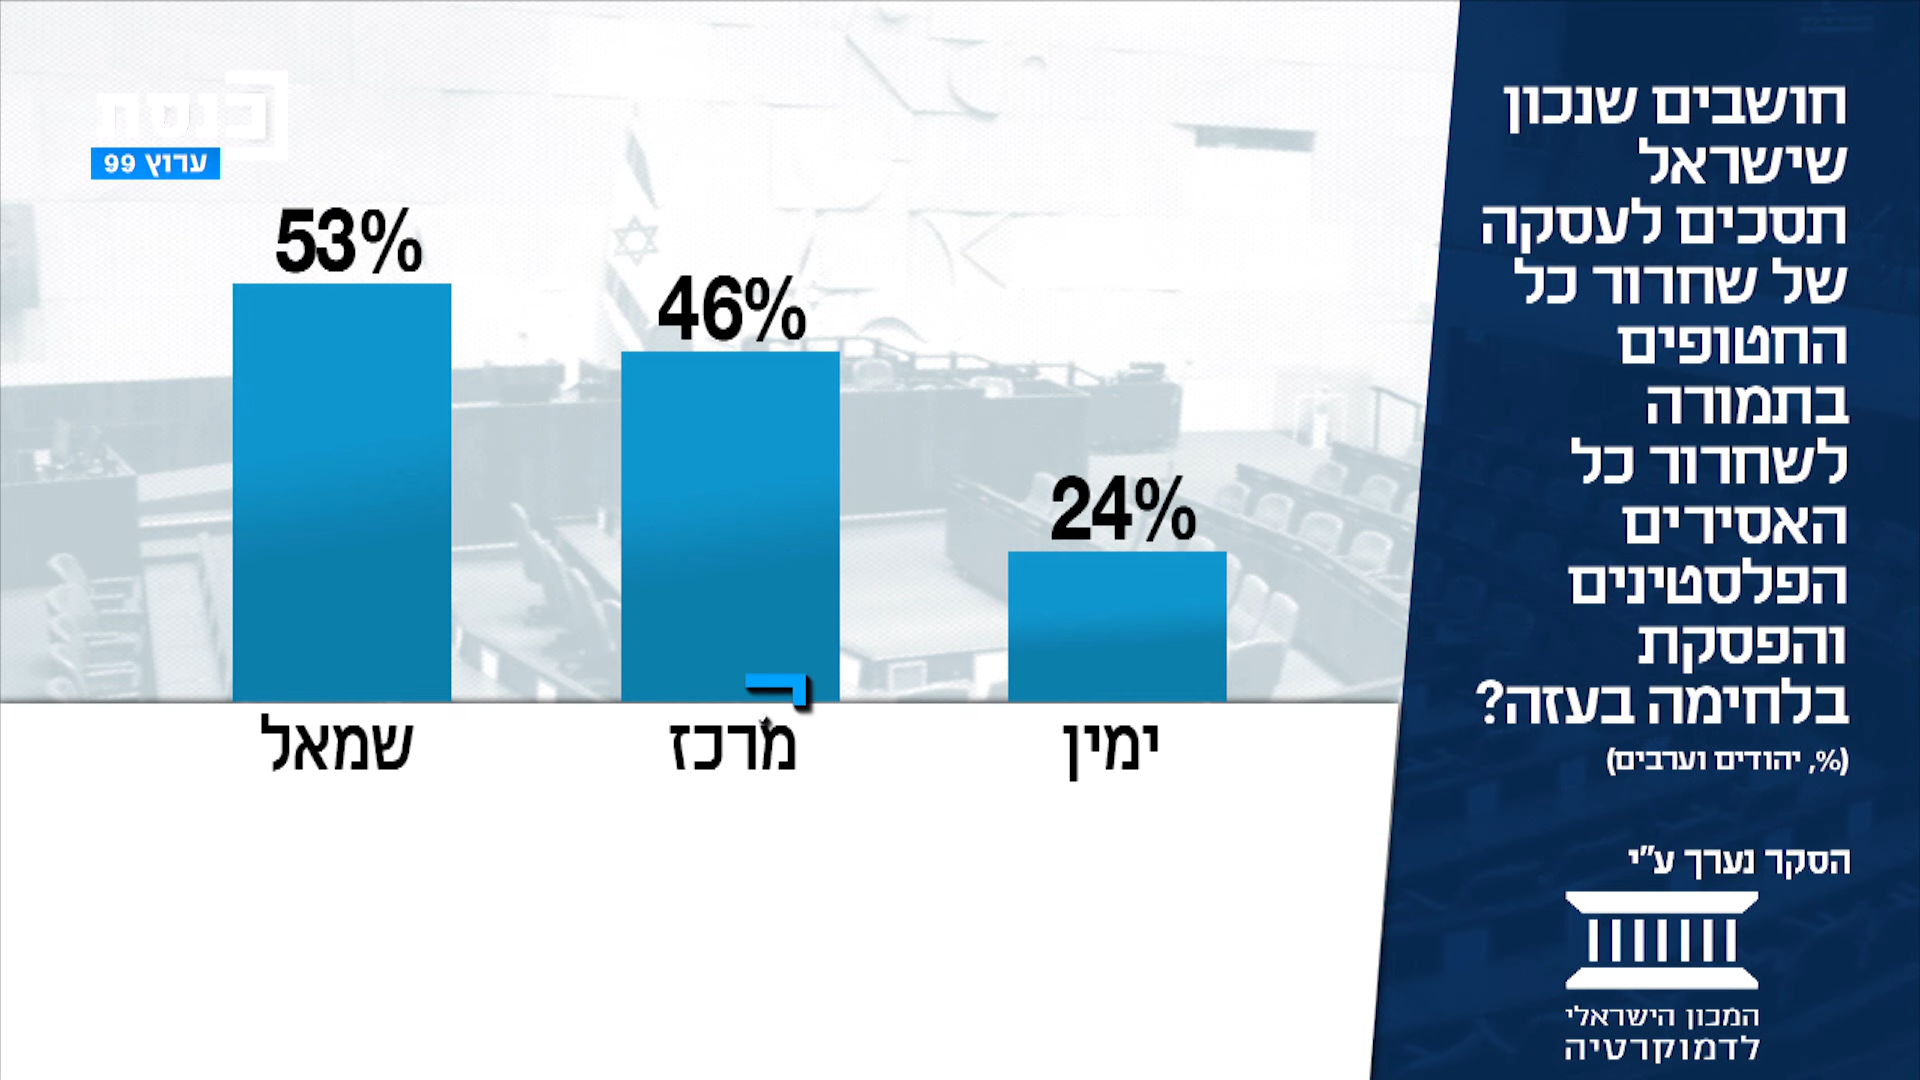 חושבים שנכון
שישראל
תסכים לעסקה
של שחרור כל
החטופים
בתמורה
לשחרור כל
האסירים
הפלסטינים
והפסקת
בלחימה בעזה?
(%, יהודים וערבים)
הסקר נערך ע"י
המכון הישראלי
לדמוקרטיה
כנסת
ערוץ 99
24%
46%
53%
ימין
מרכז
שמאל